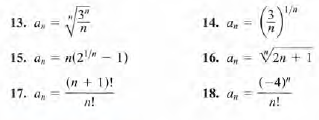 13. aₙ = ⁿ√(3ⁿ/n)
14. aₙ = (3/n)^(1/n)
15. aₙ = n(2^(1/n) − 1)
16. aₙ = ⁿ√(2n + 1)
17. aₙ = (n + 1)!/n!
18. aₙ = (−4)ⁿ/n!